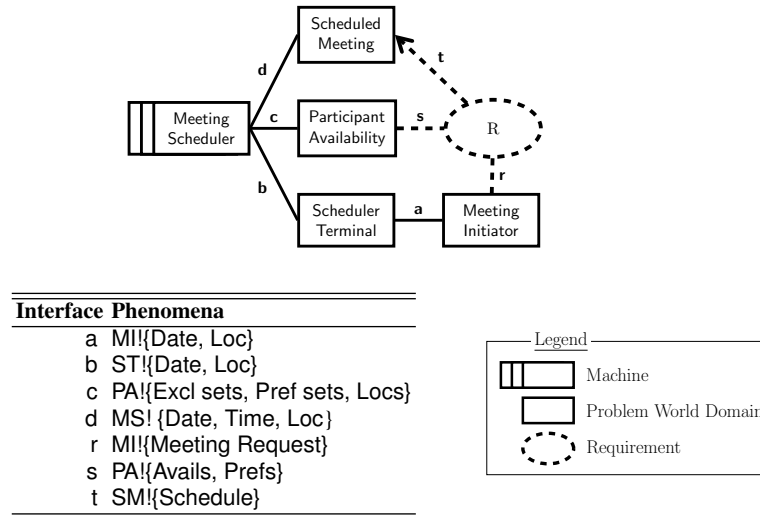 Scheduled
Meeting
t
d
Meeting
Scheduler
c
Participant
Availability
s
R
b
r
Scheduler
Terminal
a
Meeting
Initiator
Interface Phenomena
a MI!{Date, Loc}
b ST!{Date, Loc}
c PA!{Excl sets, Pref sets, Locs}
d MS! {Date, Time, Loc}
r MI!{Meeting Request}
s PA!{Avails, Prefs}
t SM!{Schedule}
Legend
Machine
Problem World Domain
Requirement